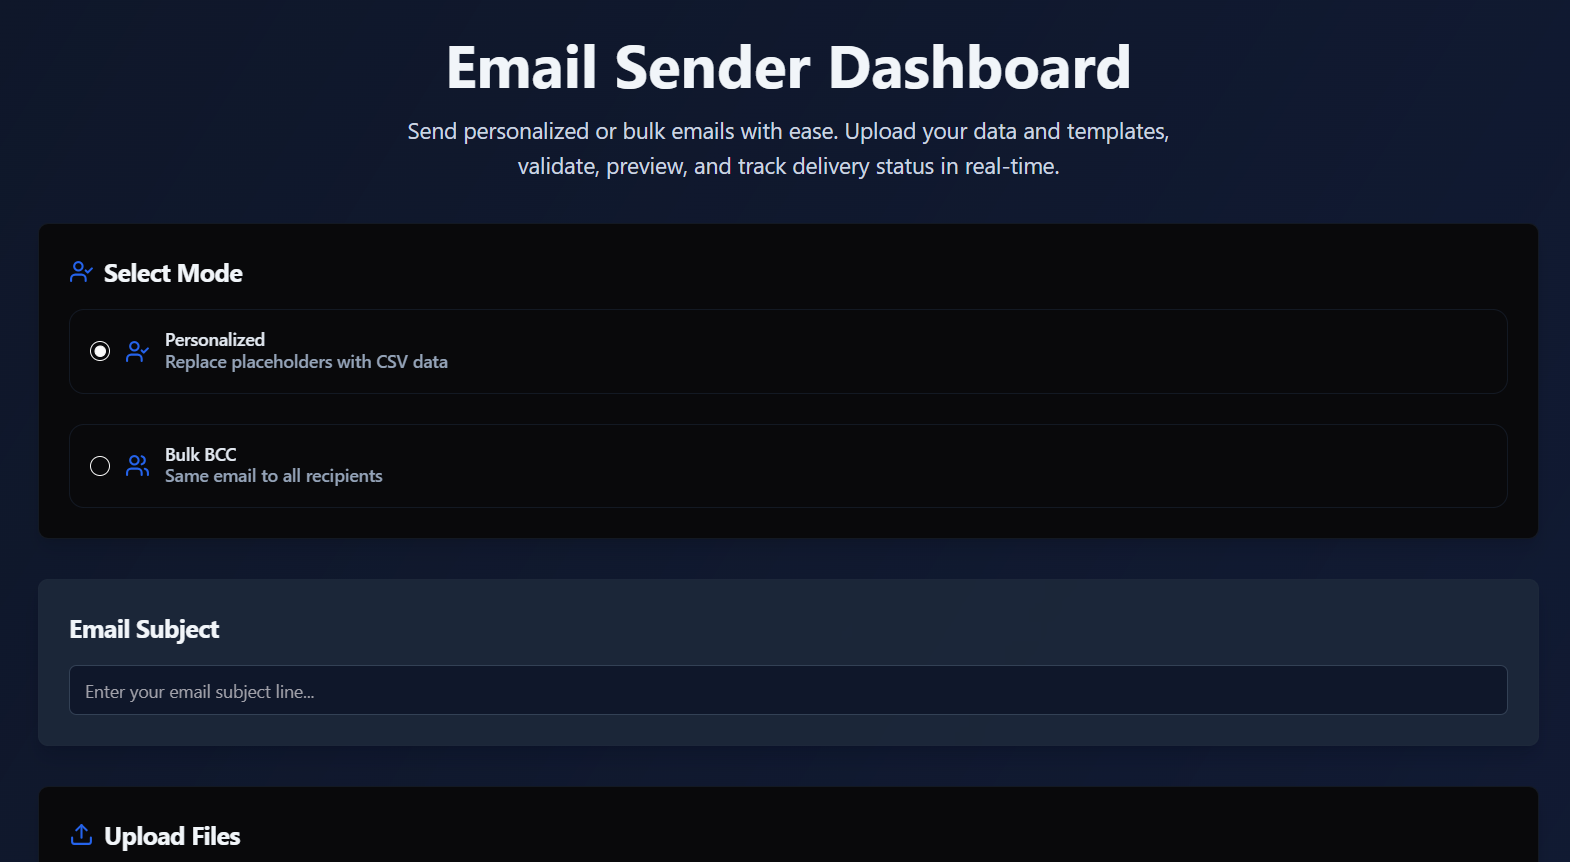 Email Sender Dashboard
Send personalized or bulk emails with ease. Upload your data and templates,
validate, preview, and track delivery status in real-time.
Select Mode
Personalized
Replace placeholders with CSV data
Bulk BCC
Same email to all recipients
Email Subject
Enter your email subject line...
Upload Files